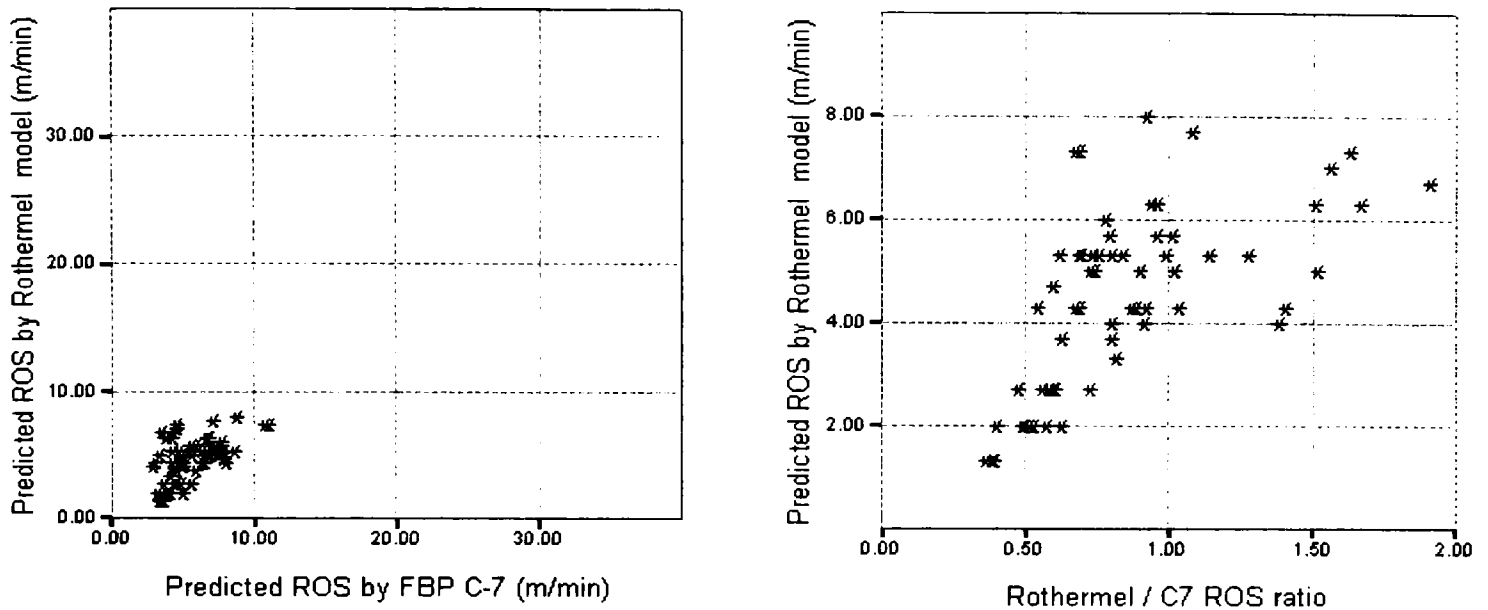 Predicted ROS by Rothermel model (m/min)
30.00
20.00
10.00
0.00
0.00 10.00 20.00 30.00
Predicted ROS by FBP C-7 (m/min)
Predicted ROS by Rothermel model (m/min)
8.00
6.00
4.00
2.00
0.00 0.50 1.00 1.50 2.00
Rothermel / C7 ROS ratio